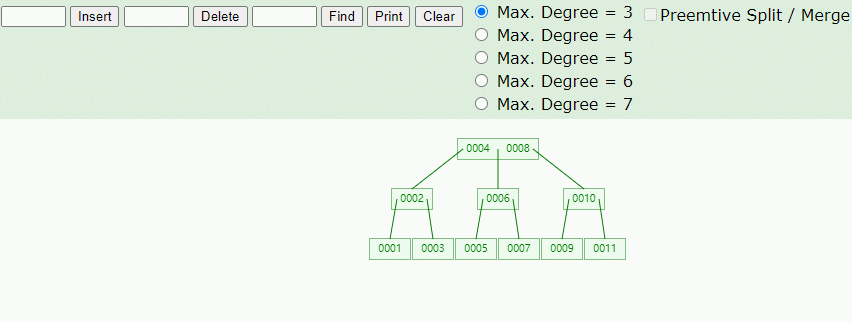 Insert Delete Find Print Clear
Max. Degree = 3
Preemtive Split / Merge
Max. Degree = 4
Max. Degree = 5
Max. Degree = 6
Max. Degree = 7
0004 0008
0002 0006 0010
0001 0003 0005 0007 0009 0011